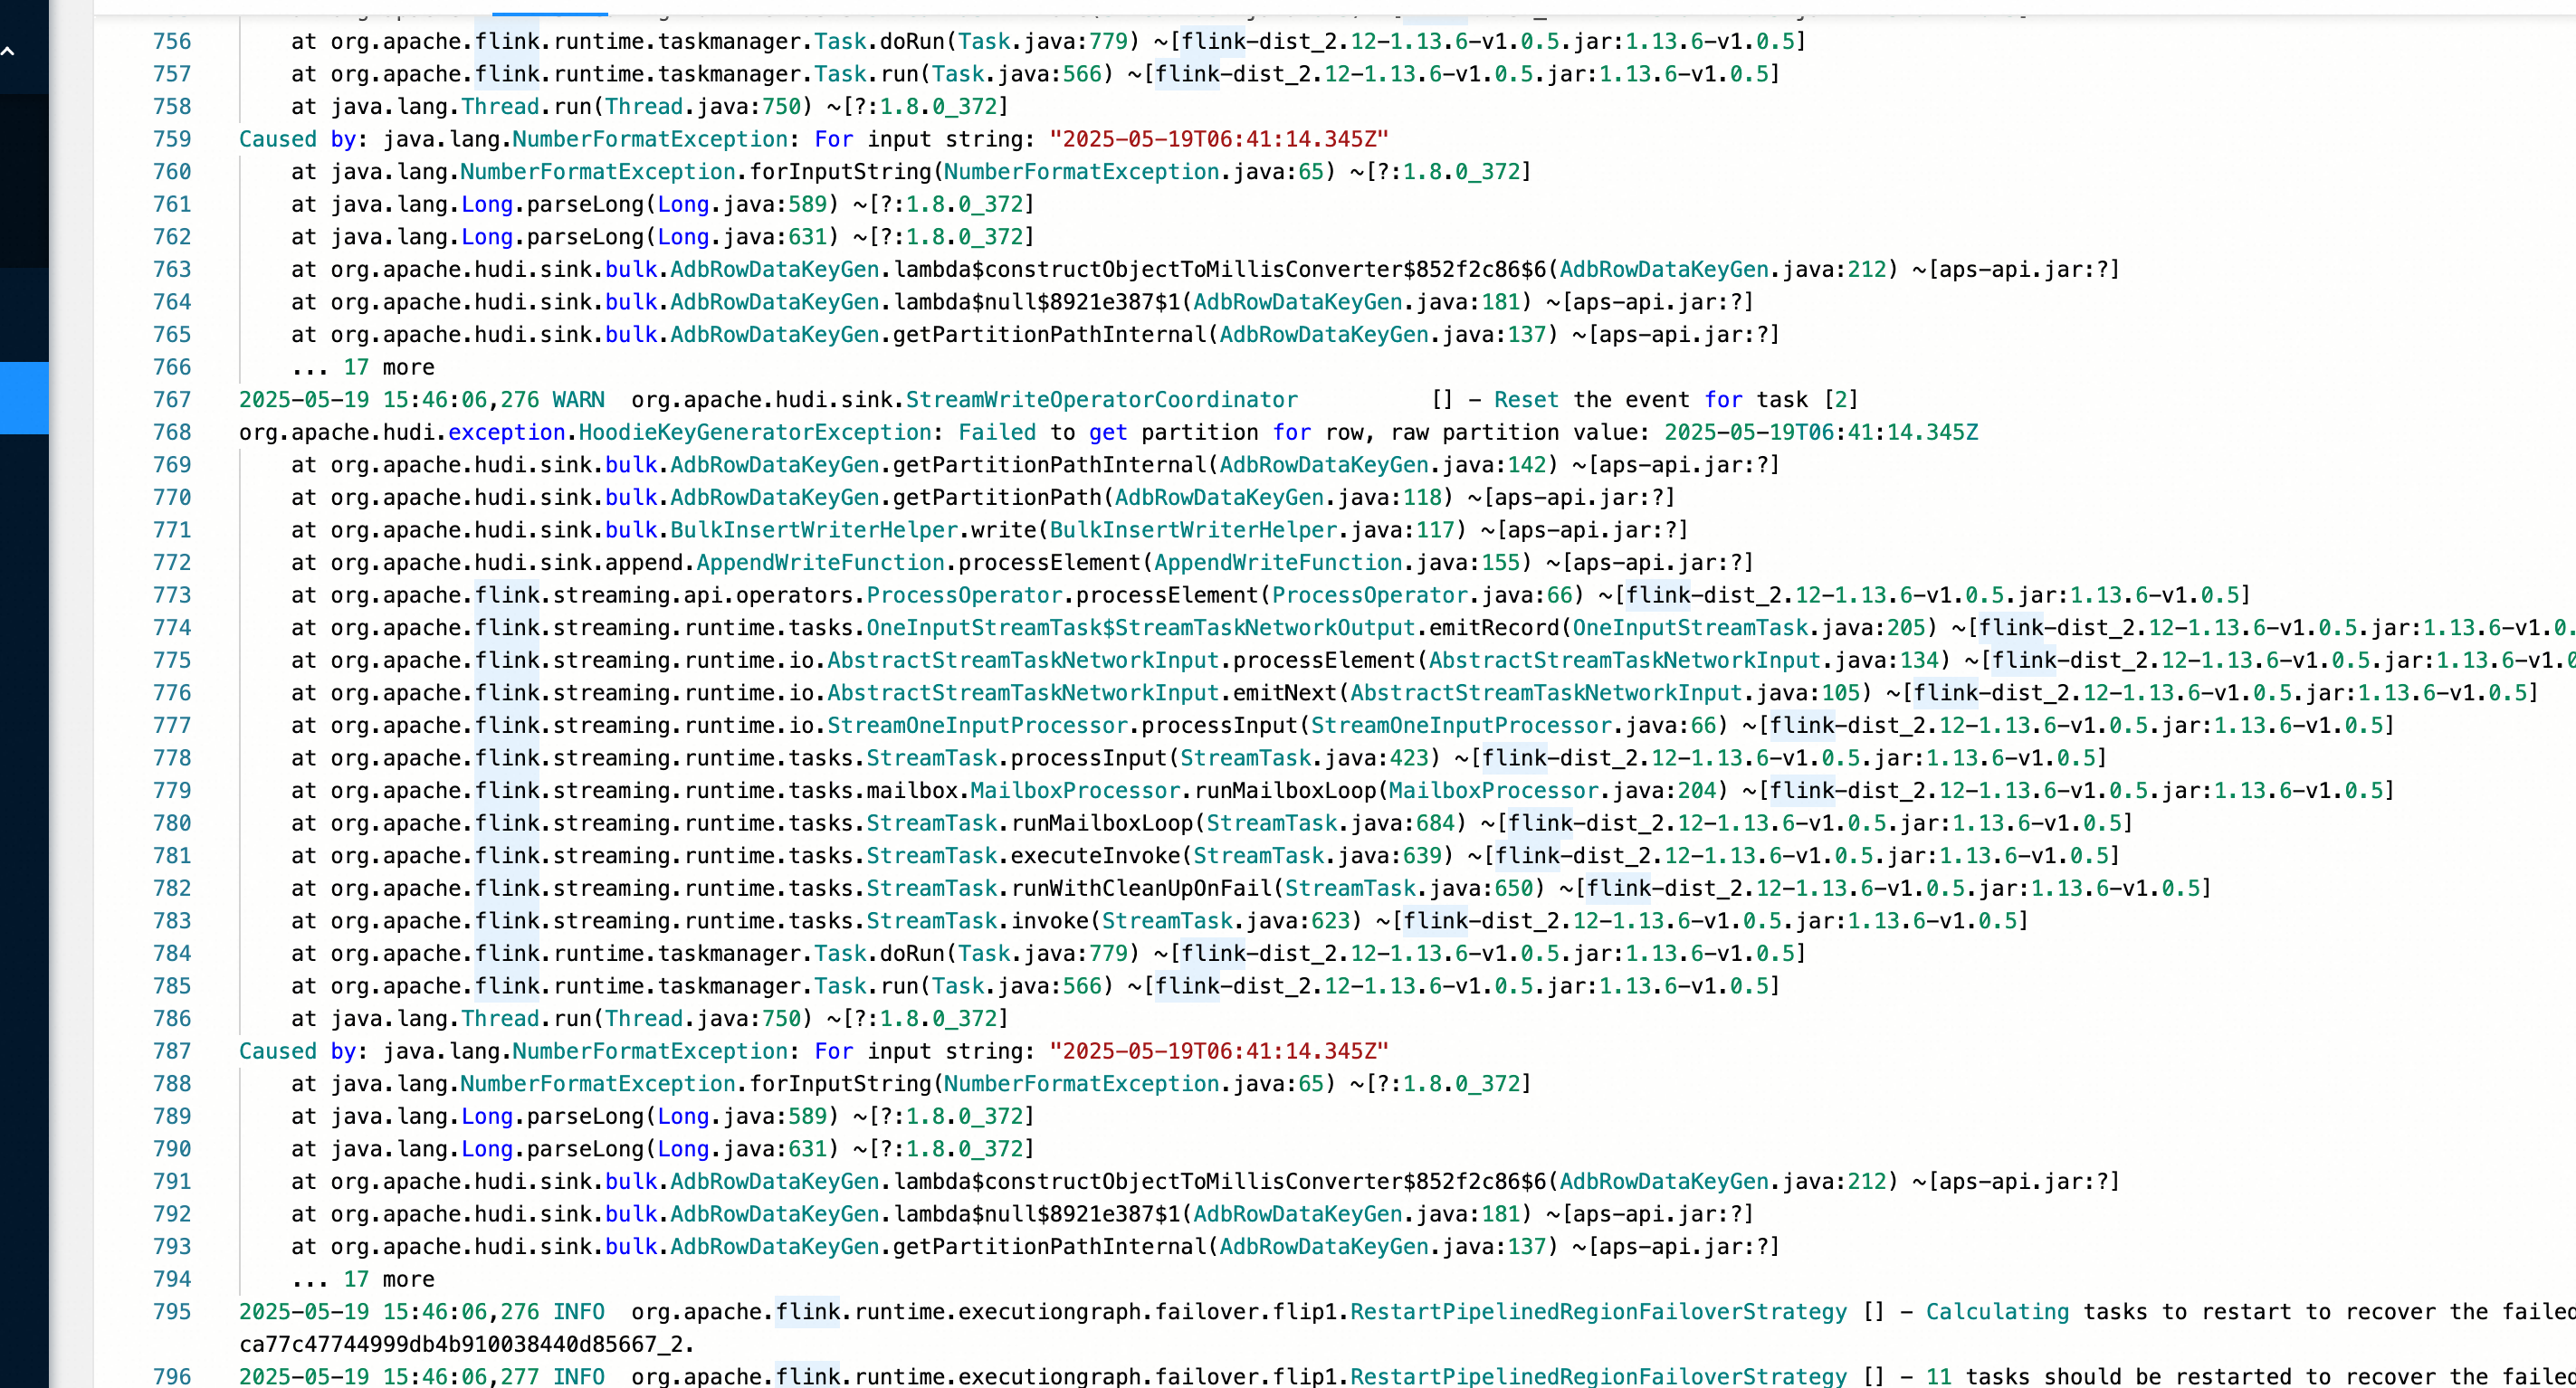 756 at org.apache.flink.runtime.taskmanager.Task.doRun(Task.java:779) ~[flink-dist_2.12-1.13.6-v1.0.5.jar:1.13.6-v1.0.5]
757 at org.apache.flink.runtime.taskmanager.Task.run(Task.java:566) ~[flink-dist_2.12-1.13.6-v1.0.5.jar:1.13.6-v1.0.5]
758 at java.lang.Thread.run(Thread.java:750) ~[?:1.8.0_372]
759 Caused by: java.lang.NumberFormatException: For input string: "2025-05-19T06:41:14.345Z"
760 at java.lang.NumberFormatException.forInputString(NumberFormatException.java:65) ~[?:1.8.0_372]
761 at java.lang.Long.parseLong(Long.java:589) ~[?:1.8.0_372]
762 at java.lang.Long.parseLong(Long.java:631) ~[?:1.8.0_372]
763 at org.apache.hudi.sink.bulk.AdbRowDataKeyGen.lambda$constructObjectToMillisConverter$852f2c86$6(AdbRowDataKeyGen.java:212) ~[aps-api.jar:?]
764 at org.apache.hudi.sink.bulk.AdbRowDataKeyGen.lambda$null$8921e387$1(AdbRowDataKeyGen.java:181) ~[aps-api.jar:?]
765 at org.apache.hudi.sink.bulk.AdbRowDataKeyGen.getPartitionPathInternal(AdbRowDataKeyGen.java:137) ~[aps-api.jar:?]
766 ... 17 more
767 2025-05-19 15:46:06,276 WARN org.apache.hudi.sink.StreamWriteOperatorCoordinator [] - Reset the event for task [2]
768 org.apache.hudi.exception.HoodieKeyGeneratorException: Failed to get partition for row, raw partition value: 2025-05-19T06:41:14.345Z
769 at org.apache.hudi.sink.bulk.AdbRowDataKeyGen.getPartitionPathInternal(AdbRowDataKeyGen.java:142) ~[aps-api.jar:?]
770 at org.apache.hudi.sink.bulk.AdbRowDataKeyGen.getPartitionPath(AdbRowDataKeyGen.java:118) ~[aps-api.jar:?]
771 at org.apache.hudi.sink.bulk.BulkInsertWriterHelper.write(BulkInsertWriterHelper.java:117) ~[aps-api.jar:?]
772 at org.apache.hudi.sink.append.AppendWriteFunction.processElement(AppendWriteFunction.java:155) ~[aps-api.jar:?]
773 at org.apache.flink.streaming.api.operators.ProcessOperator.processElement(ProcessOperator.java:66) ~[flink-dist_2.12-1.13.6-v1.0.5.jar:1.13.6-v1.0.5]
774 at org.apache.flink.streaming.runtime.tasks.OneInputStreamTask$StreamTaskNetworkOutput.emitRecord(OneInputStreamTask.java:205) ~[flink-dist_2.12-1.13.6-v1.0.5.jar:1.13.6-v1.0.
775 at org.apache.flink.streaming.runtime.io.AbstractStreamTaskNetworkInput.processElement(AbstractStreamTaskNetworkInput.java:134) ~[flink-dist_2.12-1.13.6-v1.0.5.jar:1.13.6-v1.0
776 at org.apache.flink.streaming.runtime.io.AbstractStreamTaskNetworkInput.emitNext(AbstractStreamTaskNetworkInput.java:105) ~[flink-dist_2.12-1.13.6-v1.0.5.jar:1.13.6-v1.0.5]
777 at org.apache.flink.streaming.runtime.io.StreamOneInputProcessor.processInput(StreamOneInputProcessor.java:66) ~[flink-dist_2.12-1.13.6-v1.0.5.jar:1.13.6-v1.0.5]
778 at org.apache.flink.streaming.runtime.tasks.StreamTask.processInput(StreamTask.java:423) ~[flink-dist_2.12-1.13.6-v1.0.5.jar:1.13.6-v1.0.5]
779 at org.apache.flink.streaming.runtime.tasks.mailbox.MailboxProcessor.runMailboxLoop(MailboxProcessor.java:204) ~[flink-dist_2.12-1.13.6-v1.0.5.jar:1.13.6-v1.0.5]
780 at org.apache.flink.streaming.runtime.tasks.StreamTask.runMailboxLoop(StreamTask.java:684) ~[flink-dist_2.12-1.13.6-v1.0.5.jar:1.13.6-v1.0.5]
781 at org.apache.flink.streaming.runtime.tasks.StreamTask.executeInvoke(StreamTask.java:639) ~[flink-dist_2.12-1.13.6-v1.0.5.jar:1.13.6-v1.0.5]
782 at org.apache.flink.streaming.runtime.tasks.StreamTask.runWithCleanUpOnFail(StreamTask.java:650) ~[flink-dist_2.12-1.13.6-v1.0.5.jar:1.13.6-v1.0.5]
783 at org.apache.flink.streaming.runtime.tasks.StreamTask.invoke(StreamTask.java:623) ~[flink-dist_2.12-1.13.6-v1.0.5.jar:1.13.6-v1.0.5]
784 at org.apache.flink.runtime.taskmanager.Task.doRun(Task.java:779) ~[flink-dist_2.12-1.13.6-v1.0.5.jar:1.13.6-v1.0.5]
785 at org.apache.flink.runtime.taskmanager.Task.run(Task.java:566) ~[flink-dist_2.12-1.13.6-v1.0.5.jar:1.13.6-v1.0.5]
786 at java.lang.Thread.run(Thread.java:750) ~[?:1.8.0_372]
787 Caused by: java.lang.NumberFormatException: For input string: "2025-05-19T06:41:14.345Z"
788 at java.lang.NumberFormatException.forInputString(NumberFormatException.java:65) ~[?:1.8.0_372]
789 at java.lang.Long.parseLong(Long.java:589) ~[?:1.8.0_372]
790 at java.lang.Long.parseLong(Long.java:631) ~[?:1.8.0_372]
791 at org.apache.hudi.sink.bulk.AdbRowDataKeyGen.lambda$constructObjectToMillisConverter$852f2c86$6(AdbRowDataKeyGen.java:212) ~[aps-api.jar:?]
792 at org.apache.hudi.sink.bulk.AdbRowDataKeyGen.lambda$null$8921e387$1(AdbRowDataKeyGen.java:181) ~[aps-api.jar:?]
793 at org.apache.hudi.sink.bulk.AdbRowDataKeyGen.getPartitionPathInternal(AdbRowDataKeyGen.java:137) ~[aps-api.jar:?]
794 ... 17 more
795 2025-05-19 15:46:06,276 INFO org.apache.flink.runtime.executiongraph.failover.flip1.RestartPipelinedRegionFailoverStrategy [] - Calculating tasks to restart to recover the failed
ca77c47744999db4b910038440d85667_2.
796 2025-05-19 15:46:06,277 INFO org.apache.flink.runtime.executiongraph.failover.flip1.RestartPipelinedRegionFailoverStrategy [] - 11 tasks should be restarted to recover the failed